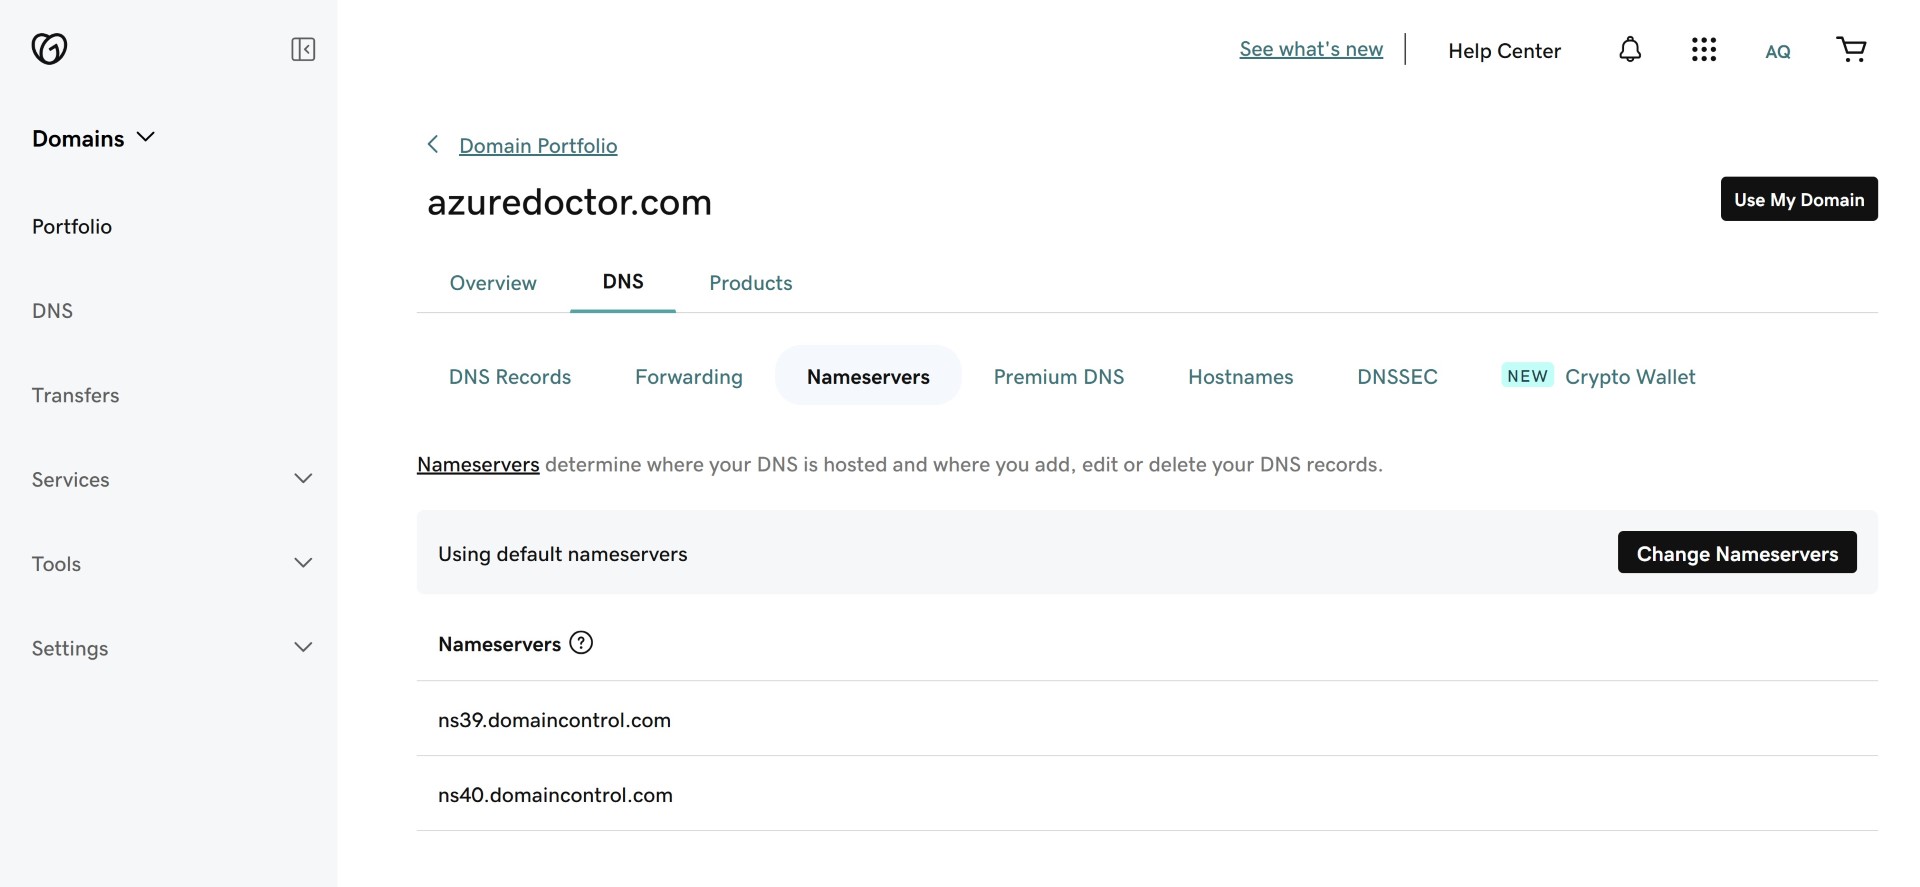 See what's new
Help Center
AQ
Domains
Portfolio
DNS
Transfers
Services
Tools
Settings
Domain Portfolio
azuredoctor.com
Use My Domain
Overview DNS Products
DNS Records Forwarding Nameservers Premium DNS Hostnames DNSSEC NEW Crypto Wallet
Nameservers determine where your DNS is hosted and where you add, edit or delete your DNS records.
Using default nameservers
Change Nameservers
Nameservers ?
ns39.domaincontrol.com
ns40.domaincontrol.com